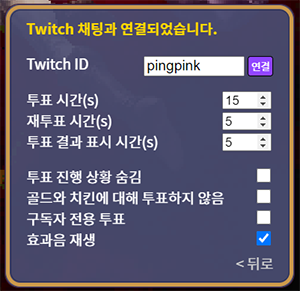 Twitch 채팅과 연결되었습니다.
Twitch ID pingpink 연결
투표 시간(s) 15
재투표 시간(s) 5
투표 결과 표시 시간(s) 5
투표 진행 상황 숨김
골드와 치킨에 대해 투표하지 않음
구독자 전용 투표
효과음 재생
< 뒤로